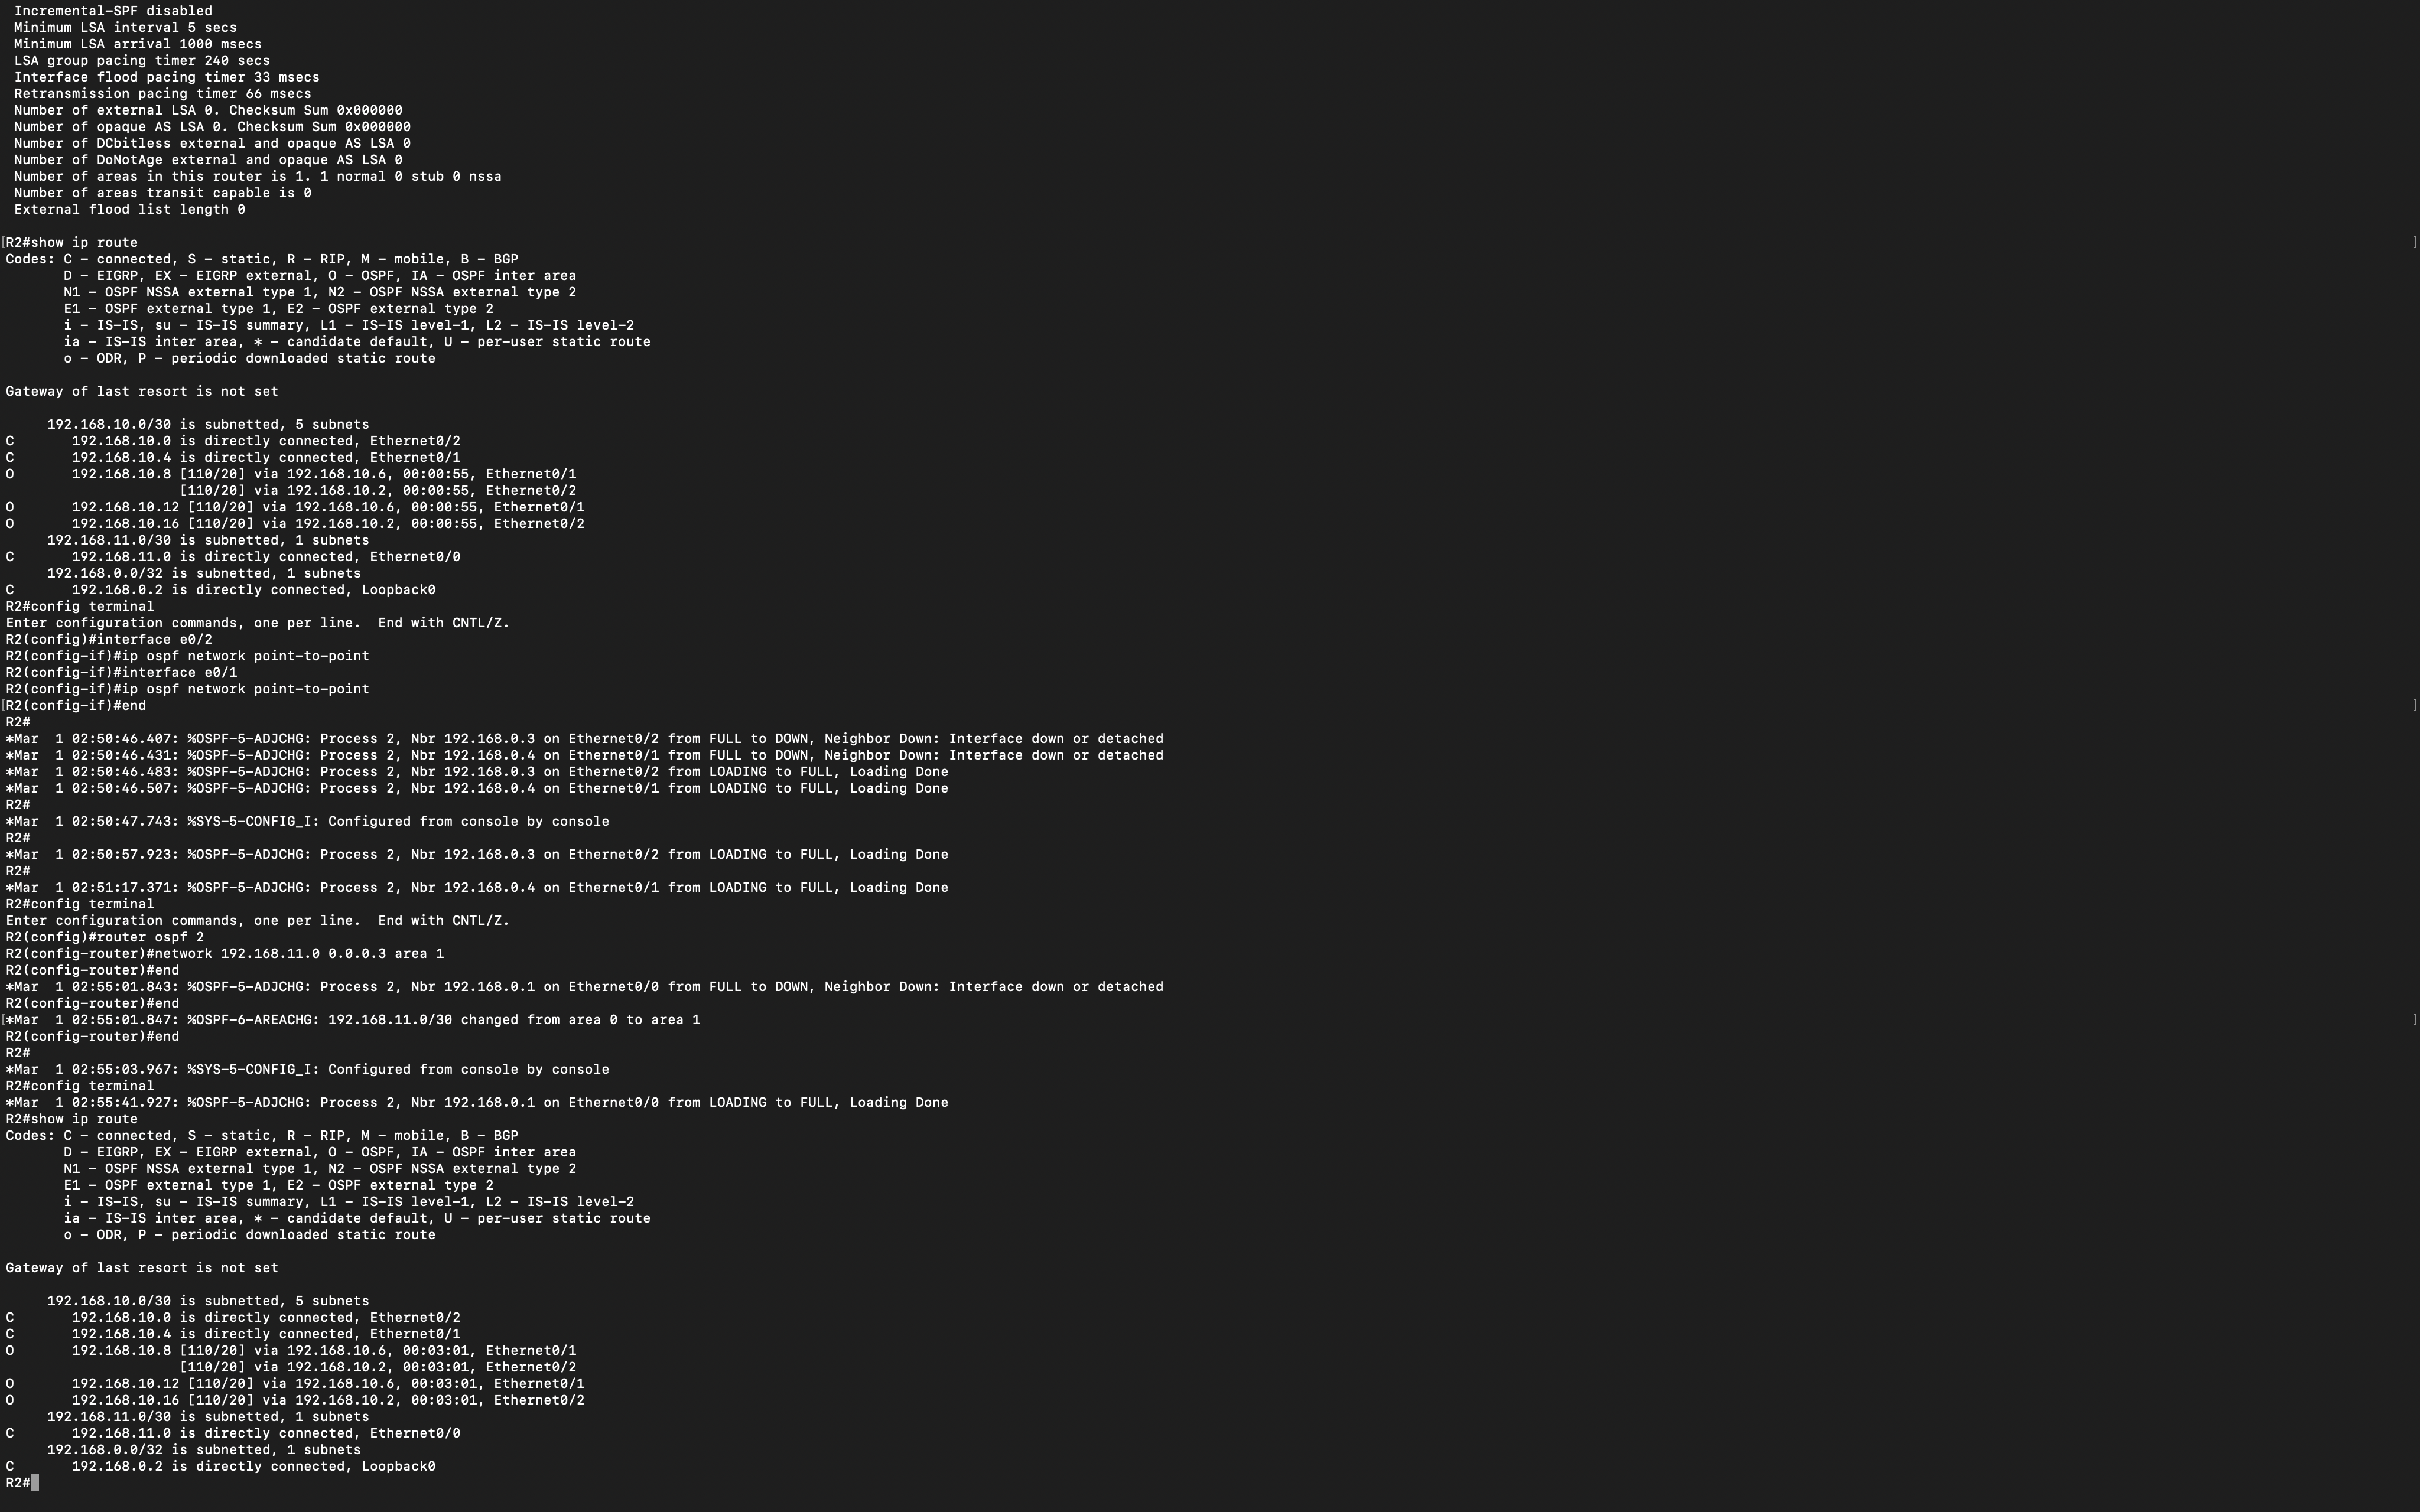 Incremental-SPF disabled
 Minimum LSA interval 5 secs
 Minimum LSA arrival 1000 msecs
 LSA group pacing timer 240 secs
 Interface flood pacing timer 33 msecs
 Retransmission pacing timer 66 msecs
 Number of external LSA 0. Checksum Sum 0x000000
 Number of opaque AS LSA 0. Checksum Sum 0x000000
 Number of DCbitless external and opaque AS LSA 0
 Number of DoNotAge external and opaque AS LSA 0
 Number of areas in this router is 1. 1 normal 0 stub 0 nssa
 Number of areas transit capable is 0
 External flood list length 0

[R2#show ip route ]
Codes: C - connected, S - static, R - RIP, M - mobile, B - BGP
       D - EIGRP, EX - EIGRP external, O - OSPF, IA - OSPF inter area
       N1 - OSPF NSSA external type 1, N2 - OSPF NSSA external type 2
       E1 - OSPF external type 1, E2 - OSPF external type 2
       i - IS-IS, su - IS-IS summary, L1 - IS-IS level-1, L2 - IS-IS level-2
       ia - IS-IS inter area, * - candidate default, U - per-user static route
       o - ODR, P - periodic downloaded static route

Gateway of last resort is not set

     192.168.10.0/30 is subnetted, 5 subnets
C       192.168.10.0 is directly connected, Ethernet0/2
C       192.168.10.4 is directly connected, Ethernet0/1
O       192.168.10.8 [110/20] via 192.168.10.6, 00:00:55, Ethernet0/1
                     [110/20] via 192.168.10.2, 00:00:55, Ethernet0/2
O       192.168.10.12 [110/20] via 192.168.10.6, 00:00:55, Ethernet0/1
O       192.168.10.16 [110/20] via 192.168.10.2, 00:00:55, Ethernet0/2
     192.168.11.0/30 is subnetted, 1 subnets
C       192.168.11.0 is directly connected, Ethernet0/0
     192.168.0.0/32 is subnetted, 1 subnets
C       192.168.0.2 is directly connected, Loopback0
R2#config terminal
Enter configuration commands, one per line.  End with CNTL/Z.
R2(config)#interface e0/2
R2(config-if)#ip ospf network point-to-point
R2(config-if)#interface e0/1
R2(config-if)#ip ospf network point-to-point
[R2(config-if)#end ]
R2#
*Mar  1 02:50:46.407: %OSPF-5-ADJCHG: Process 2, Nbr 192.168.0.3 on Ethernet0/2 from FULL to DOWN, Neighbor Down: Interface down or detached
*Mar  1 02:50:46.431: %OSPF-5-ADJCHG: Process 2, Nbr 192.168.0.4 on Ethernet0/1 from FULL to DOWN, Neighbor Down: Interface down or detached
*Mar  1 02:50:46.483: %OSPF-5-ADJCHG: Process 2, Nbr 192.168.0.3 on Ethernet0/2 from LOADING to FULL, Loading Done
*Mar  1 02:50:46.507: %OSPF-5-ADJCHG: Process 2, Nbr 192.168.0.4 on Ethernet0/1 from LOADING to FULL, Loading Done
R2#
*Mar  1 02:50:47.743: %SYS-5-CONFIG_I: Configured from console by console
R2#
*Mar  1 02:50:57.923: %OSPF-5-ADJCHG: Process 2, Nbr 192.168.0.3 on Ethernet0/2 from LOADING to FULL, Loading Done
R2#
*Mar  1 02:51:17.371: %OSPF-5-ADJCHG: Process 2, Nbr 192.168.0.4 on Ethernet0/1 from LOADING to FULL, Loading Done
R2#config terminal
Enter configuration commands, one per line.  End with CNTL/Z.
R2(config)#router ospf 2
R2(config-router)#network 192.168.11.0 0.0.0.3 area 1
R2(config-router)#end
*Mar  1 02:55:01.843: %OSPF-5-ADJCHG: Process 2, Nbr 192.168.0.1 on Ethernet0/0 from FULL to DOWN, Neighbor Down: Interface down or detached
R2(config-router)#end
[*Mar  1 02:55:01.847: %OSPF-6-AREACHG: 192.168.11.0/30 changed from area 0 to area 1 ]
R2(config-router)#end
R2#
*Mar  1 02:55:03.967: %SYS-5-CONFIG_I: Configured from console by console
R2#config terminal
*Mar  1 02:55:41.927: %OSPF-5-ADJCHG: Process 2, Nbr 192.168.0.1 on Ethernet0/0 from LOADING to FULL, Loading Done
R2#show ip route
Codes: C - connected, S - static, R - RIP, M - mobile, B - BGP
       D - EIGRP, EX - EIGRP external, O - OSPF, IA - OSPF inter area
       N1 - OSPF NSSA external type 1, N2 - OSPF NSSA external type 2
       E1 - OSPF external type 1, E2 - OSPF external type 2
       i - IS-IS, su - IS-IS summary, L1 - IS-IS level-1, L2 - IS-IS level-2
       ia - IS-IS inter area, * - candidate default, U - per-user static route
       o - ODR, P - periodic downloaded static route

Gateway of last resort is not set

     192.168.10.0/30 is subnetted, 5 subnets
C       192.168.10.0 is directly connected, Ethernet0/2
C       192.168.10.4 is directly connected, Ethernet0/1
O       192.168.10.8 [110/20] via 192.168.10.6, 00:03:01, Ethernet0/1
                     [110/20] via 192.168.10.2, 00:03:01, Ethernet0/2
O       192.168.10.12 [110/20] via 192.168.10.6, 00:03:01, Ethernet0/1
O       192.168.10.16 [110/20] via 192.168.10.2, 00:03:01, Ethernet0/2
     192.168.11.0/30 is subnetted, 1 subnets
C       192.168.11.0 is directly connected, Ethernet0/0
     192.168.0.0/32 is subnetted, 1 subnets
C       192.168.0.2 is directly connected, Loopback0
R2#